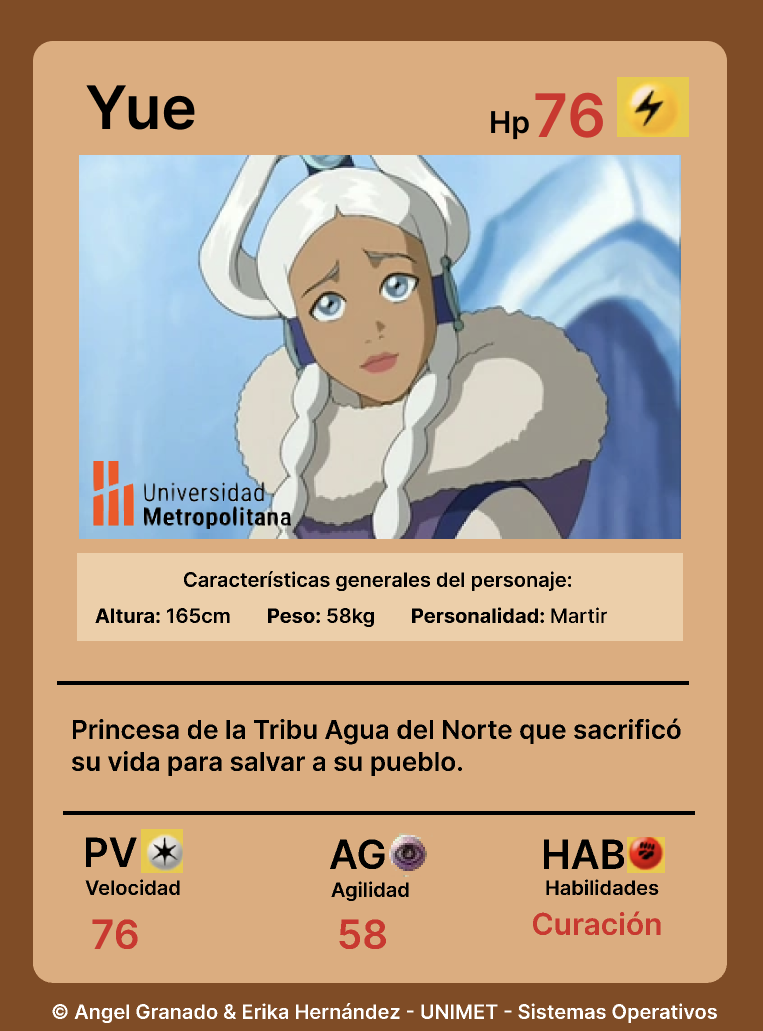 Yue
Hp 76
Universidad
Metropolitana
Características generales del personaje:
Altura: 165cm Peso: 58kg Personalidad: Martir
Princesa de la Tribu Agua del Norte que sacrificó
su vida para salvar a su pueblo.
PV AG HAB
Velocidad Agilidad Habilidades
76 58 Curación
© Angel Granado & Erika Hernández - UNIMET - Sistemas Operativos